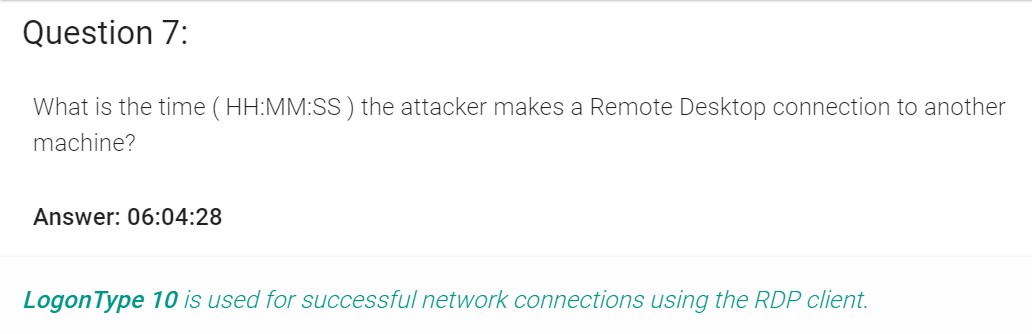 Question 7:
What is the time ( HH:MM:SS ) the attacker makes a Remote Desktop connection to another
machine?
Answer: 06:04:28
LogonType 10 is used for successful network connections using the RDP client.